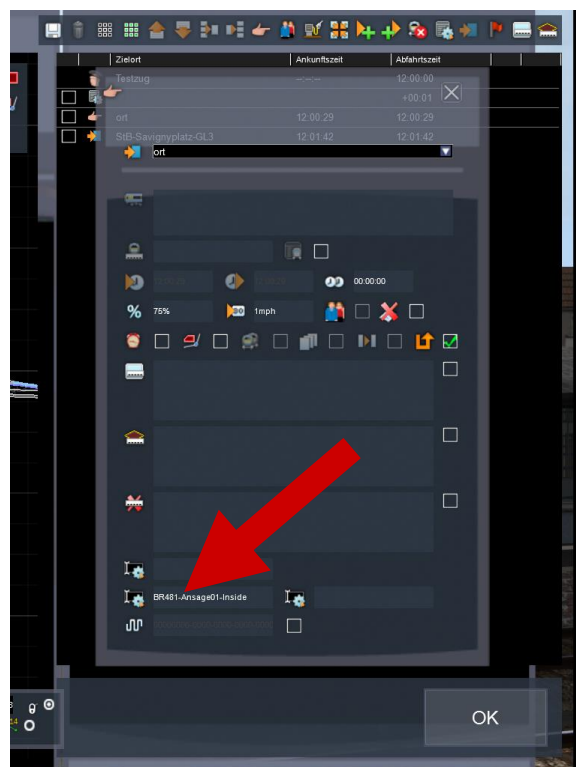 Zielort Ankunftszeit Abfahrtszeit
Testzug --:--:-- 12:00:00
+00:01
ort 12:00:29 12:00:29
StB-Savignyplatz-GL3 12:01:42 12:01:42
ort
00:00:00
% 75% 1mph
BR481-Ansage01-Inside
OK